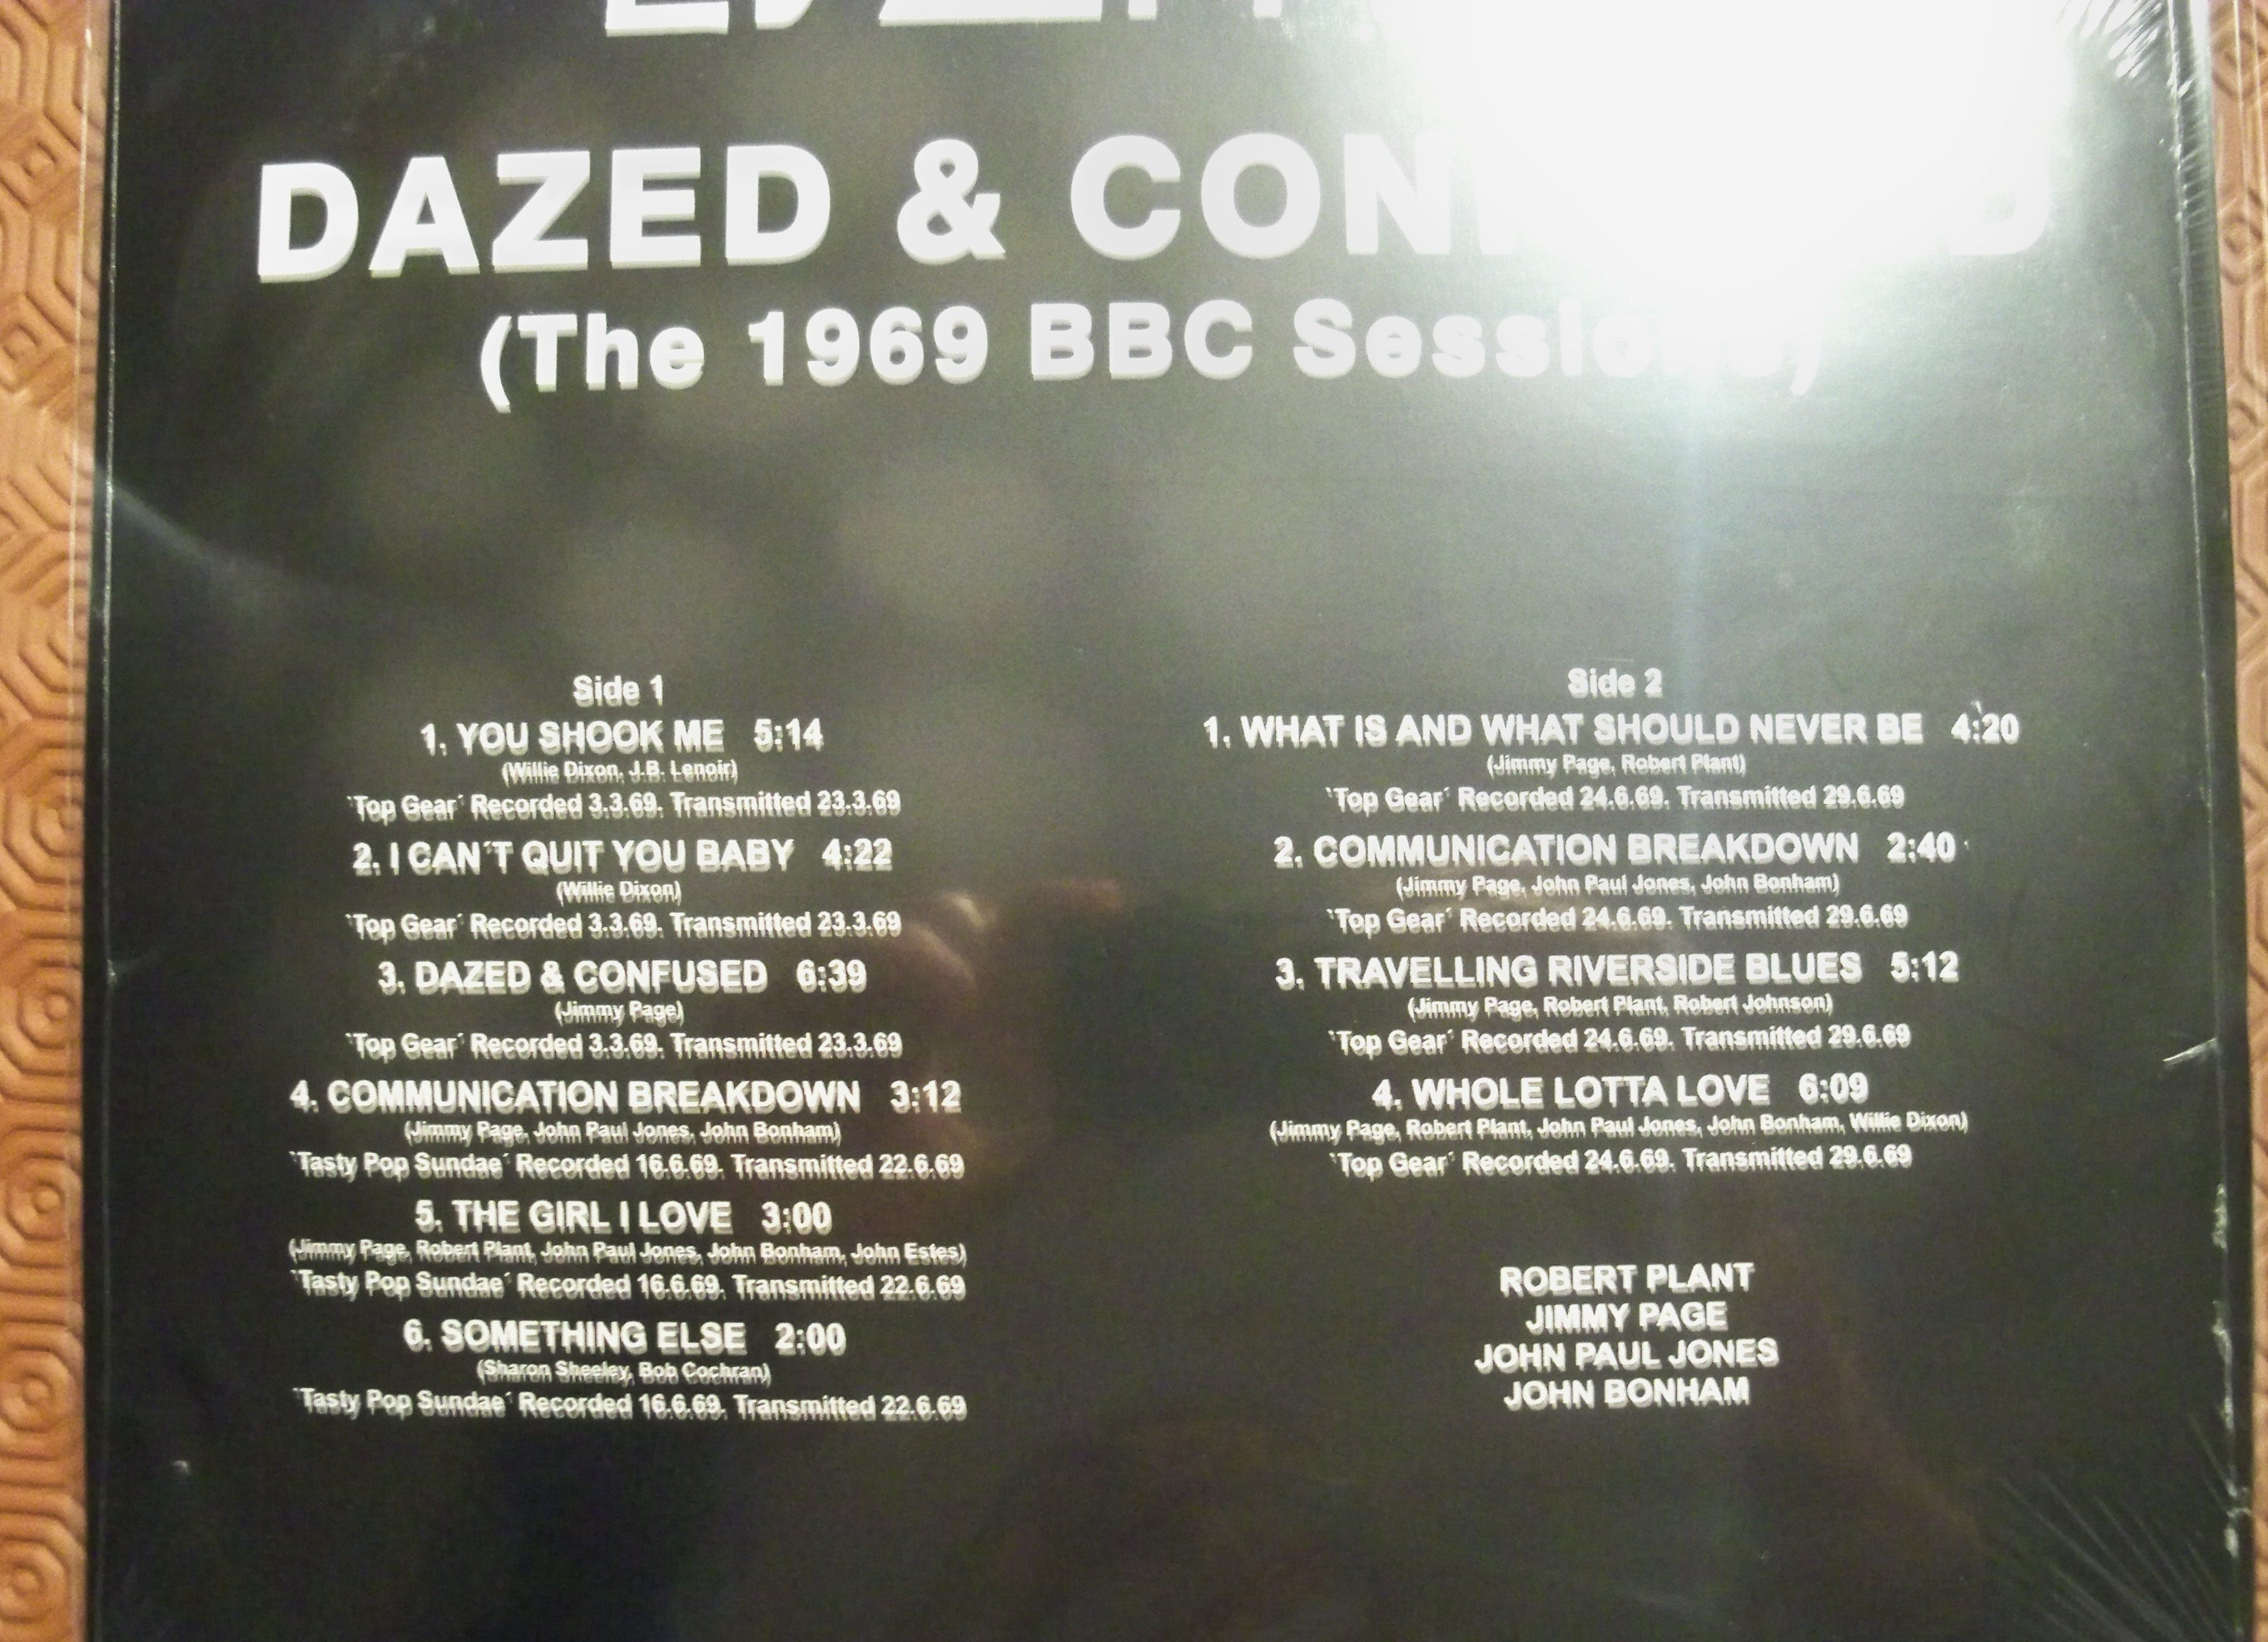 DAZED & CON
(The 1969 BBC Sessions)
Side 1
1. YOU SHOOK ME 5:14
(Willie Dixon, J.B. Lenoir)
`Top Gear´ Recorded 3.3.69. Transmitted 23.3.69
2. I CAN´T QUIT YOU BABY 4:22
(Willie Dixon)
`Top Gear´ Recorded 3.3.69. Transmitted 23.3.69
3. DAZED & CONFUSED 6:39
(Jimmy Page)
`Top Gear´ Recorded 3.3.69. Transmitted 23.3.69
4. COMMUNICATION BREAKDOWN 3:12
(Jimmy Page, John Paul Jones, John Bonham)
`Tasty Pop Sundae´ Recorded 16.6.69. Transmitted 22.6.69
5. THE GIRL I LOVE 3:00
(Jimmy Page, Robert Plant, John Paul Jones, John Bonham, John Estes)
`Tasty Pop Sundae´ Recorded 16.6.69. Transmitted 22.6.69
6. SOMETHING ELSE 2:00
(Sharon Sheeley, Bob Cochran)
`Tasty Pop Sundae´ Recorded 16.6.69. Transmitted 22.6.69
Side 2
1. WHAT IS AND WHAT SHOULD NEVER BE 4:20
(Jimmy Page, Robert Plant)
`Top Gear´ Recorded 24.6.69. Transmitted 29.6.69
2. COMMUNICATION BREAKDOWN 2:40
(Jimmy Page, John Paul Jones, John Bonham)
`Top Gear´ Recorded 24.6.69. Transmitted 29.6.69
3. TRAVELLING RIVERSIDE BLUES 5:12
(Jimmy Page, Robert Plant, Robert Johnson)
`Top Gear´ Recorded 24.6.69. Transmitted 29.6.69
4. WHOLE LOTTA LOVE 6:09
(Jimmy Page, Robert Plant, John Paul Jones, John Bonham, Willie Dixon)
`Top Gear´ Recorded 24.6.69. Transmitted 29.6.69
ROBERT PLANT
JIMMY PAGE
JOHN PAUL JONES
JOHN BONHAM